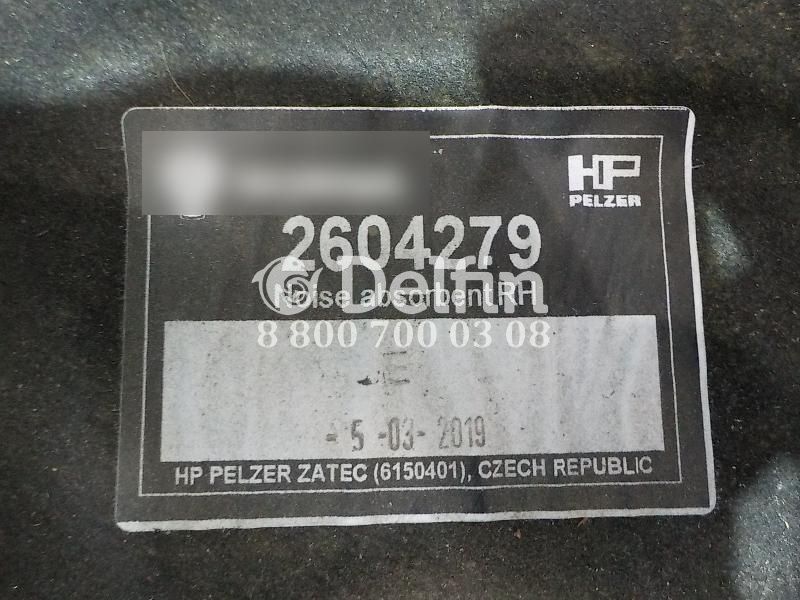 HP
PELZER
2604279
Noise absorbent RH
Delfin
8 800 700 03 08
E
- 5 -03- 2019
HP PELZER ZATEC (6150401), CZECH REPUBLIC